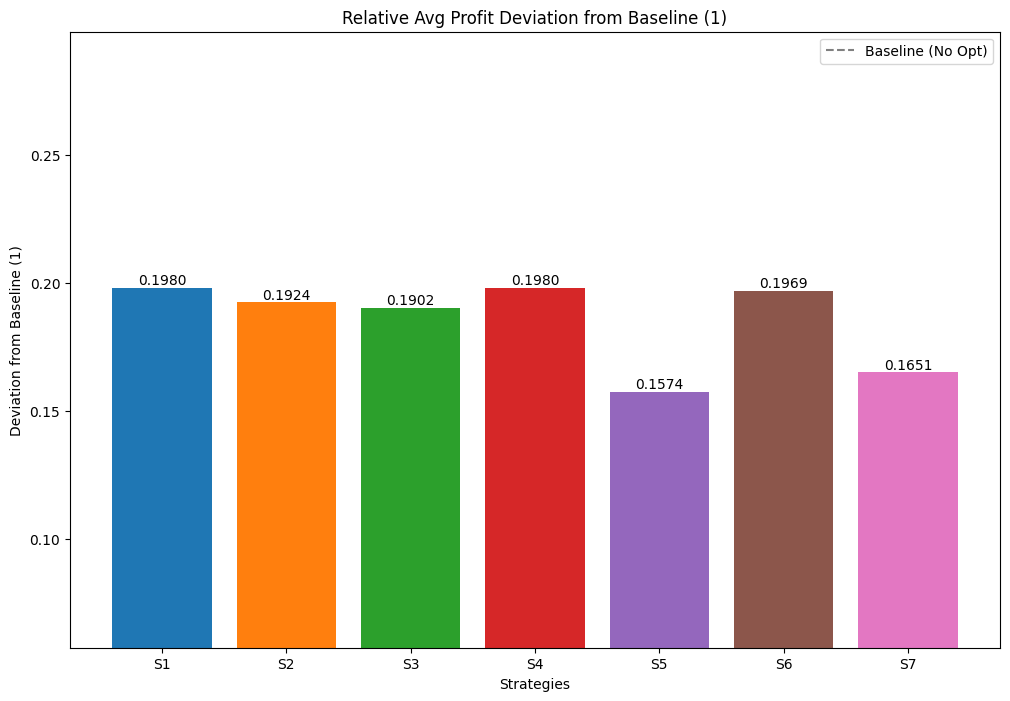 Relative Avg Profit Deviation from Baseline (1)
Baseline (No Opt)
Deviation from Baseline (1)
0.25
0.20
0.15
0.10
0.1980
0.1924
0.1902
0.1980
0.1574
0.1969
0.1651
S1
S2
S3
S4
S5
S6
S7
Strategies